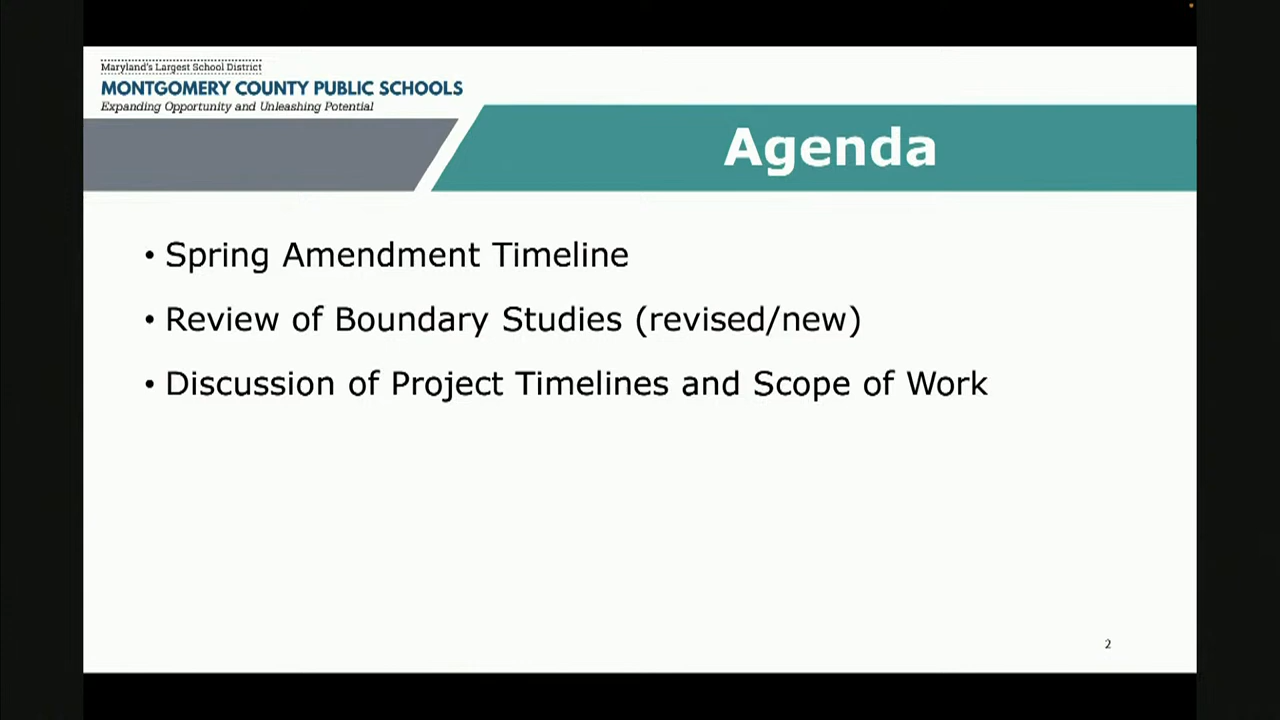 Maryland's Largest School District
MONTGOMERY COUNTY PUBLIC SCHOOLS
Expanding Opportunity and Unleashing Potential
Agenda
• Spring Amendment Timeline
• Review of Boundary Studies (revised/new)
• Discussion of Project Timelines and Scope of Work
2